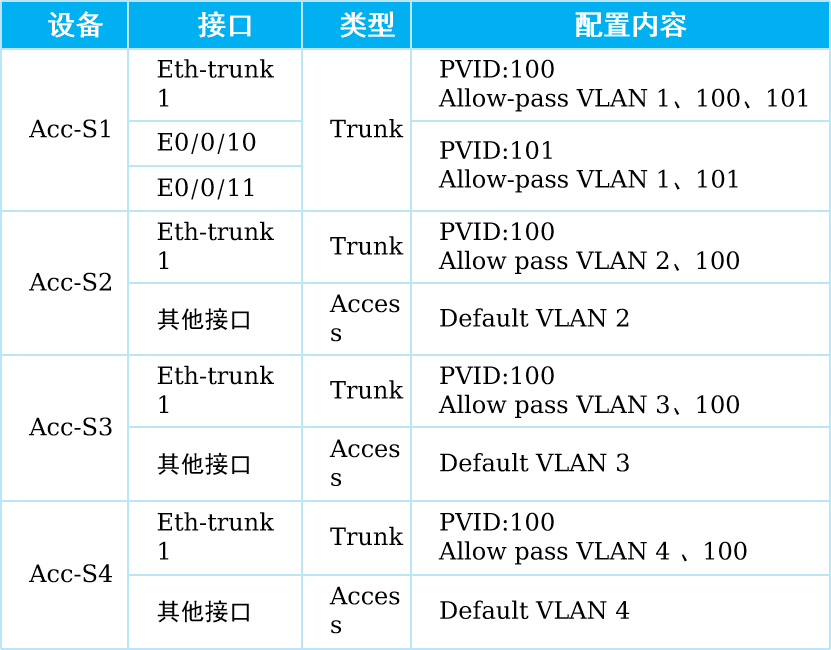 设备
接口
类型
配置内容
Acc-S1
Eth-trunk
1
Trunk
PVID:100
Allow-pass VLAN 1、100、101
E0/0/10
PVID:101
Allow-pass VLAN 1、101
E0/0/11
Acc-S2
Eth-trunk
1
Trunk
PVID:100
Allow pass VLAN 2、100
其他接口
Acces
s
Default VLAN 2
Acc-S3
Eth-trunk
1
Trunk
PVID:100
Allow pass VLAN 3、100
其他接口
Acces
s
Default VLAN 3
Acc-S4
Eth-trunk
1
Trunk
PVID:100
Allow pass VLAN 4 、100
其他接口
Acces
s
Default VLAN 4